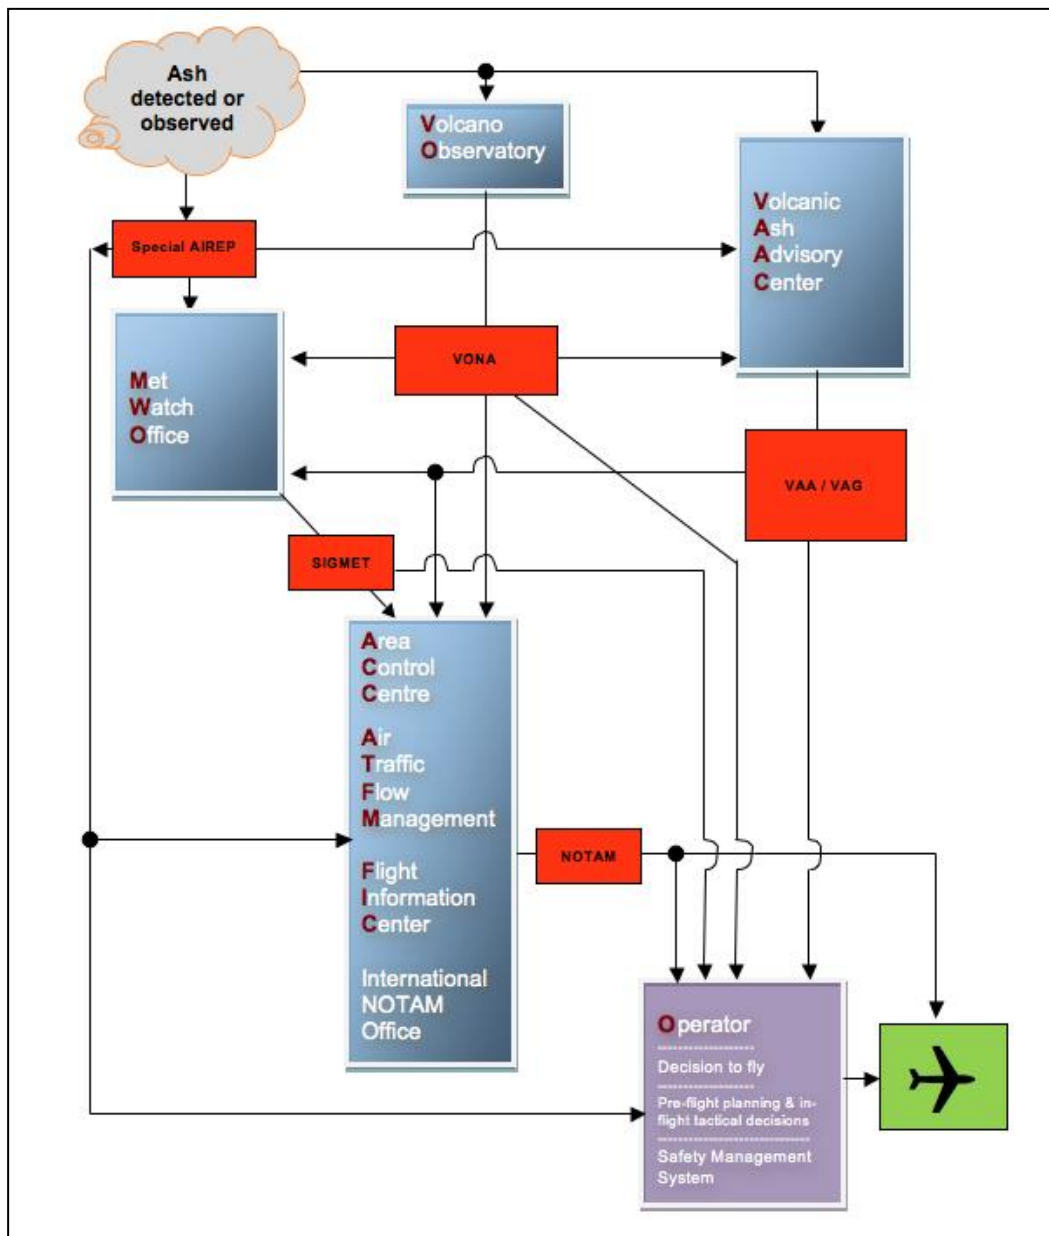 Ash
detected or
observed
Volcano
Observatory
Volcanic
Ash
Advisory
Center
Special AIREP
VONA
Met
Watch
Office
VAA / VAG
SIGMET
Area
Control
Centre
Air
Traffic
Flow
Management
Flight
Information
Center
International
NOTAM
Office
NOTAM
Operator
--------------------
Decision to fly
--------------------
Pre-flight planning & in-
flight tactical decisions
--------------------------------
Safety Management
System